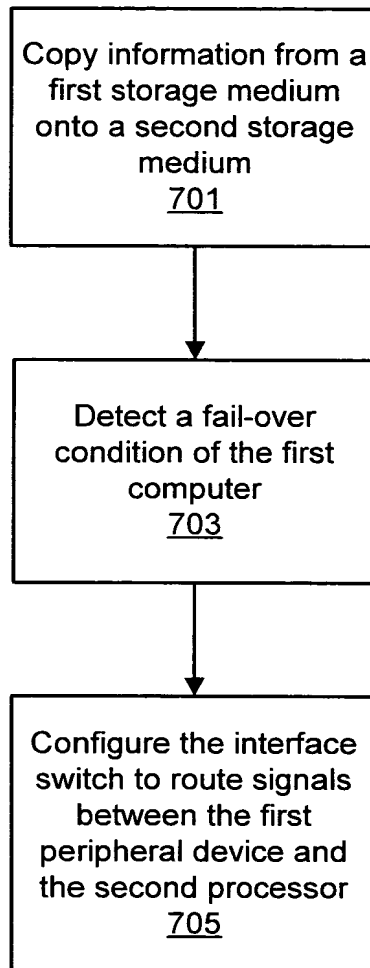 Copy information from a
first storage medium
onto a second storage
medium
701
Detect a fail-over
condition of the first
computer
703
Configure the interface
switch to route signals
between the first
peripheral device and
the second processor
705